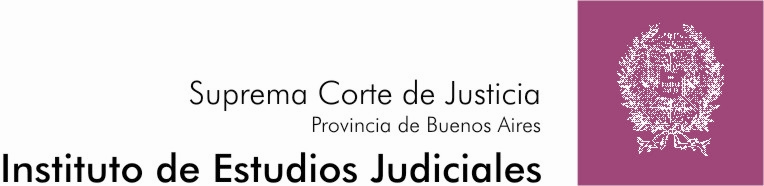 Suprema Corte de Justicia
Provincia de Buenos Aires
Instituto de Estudios Judiciales